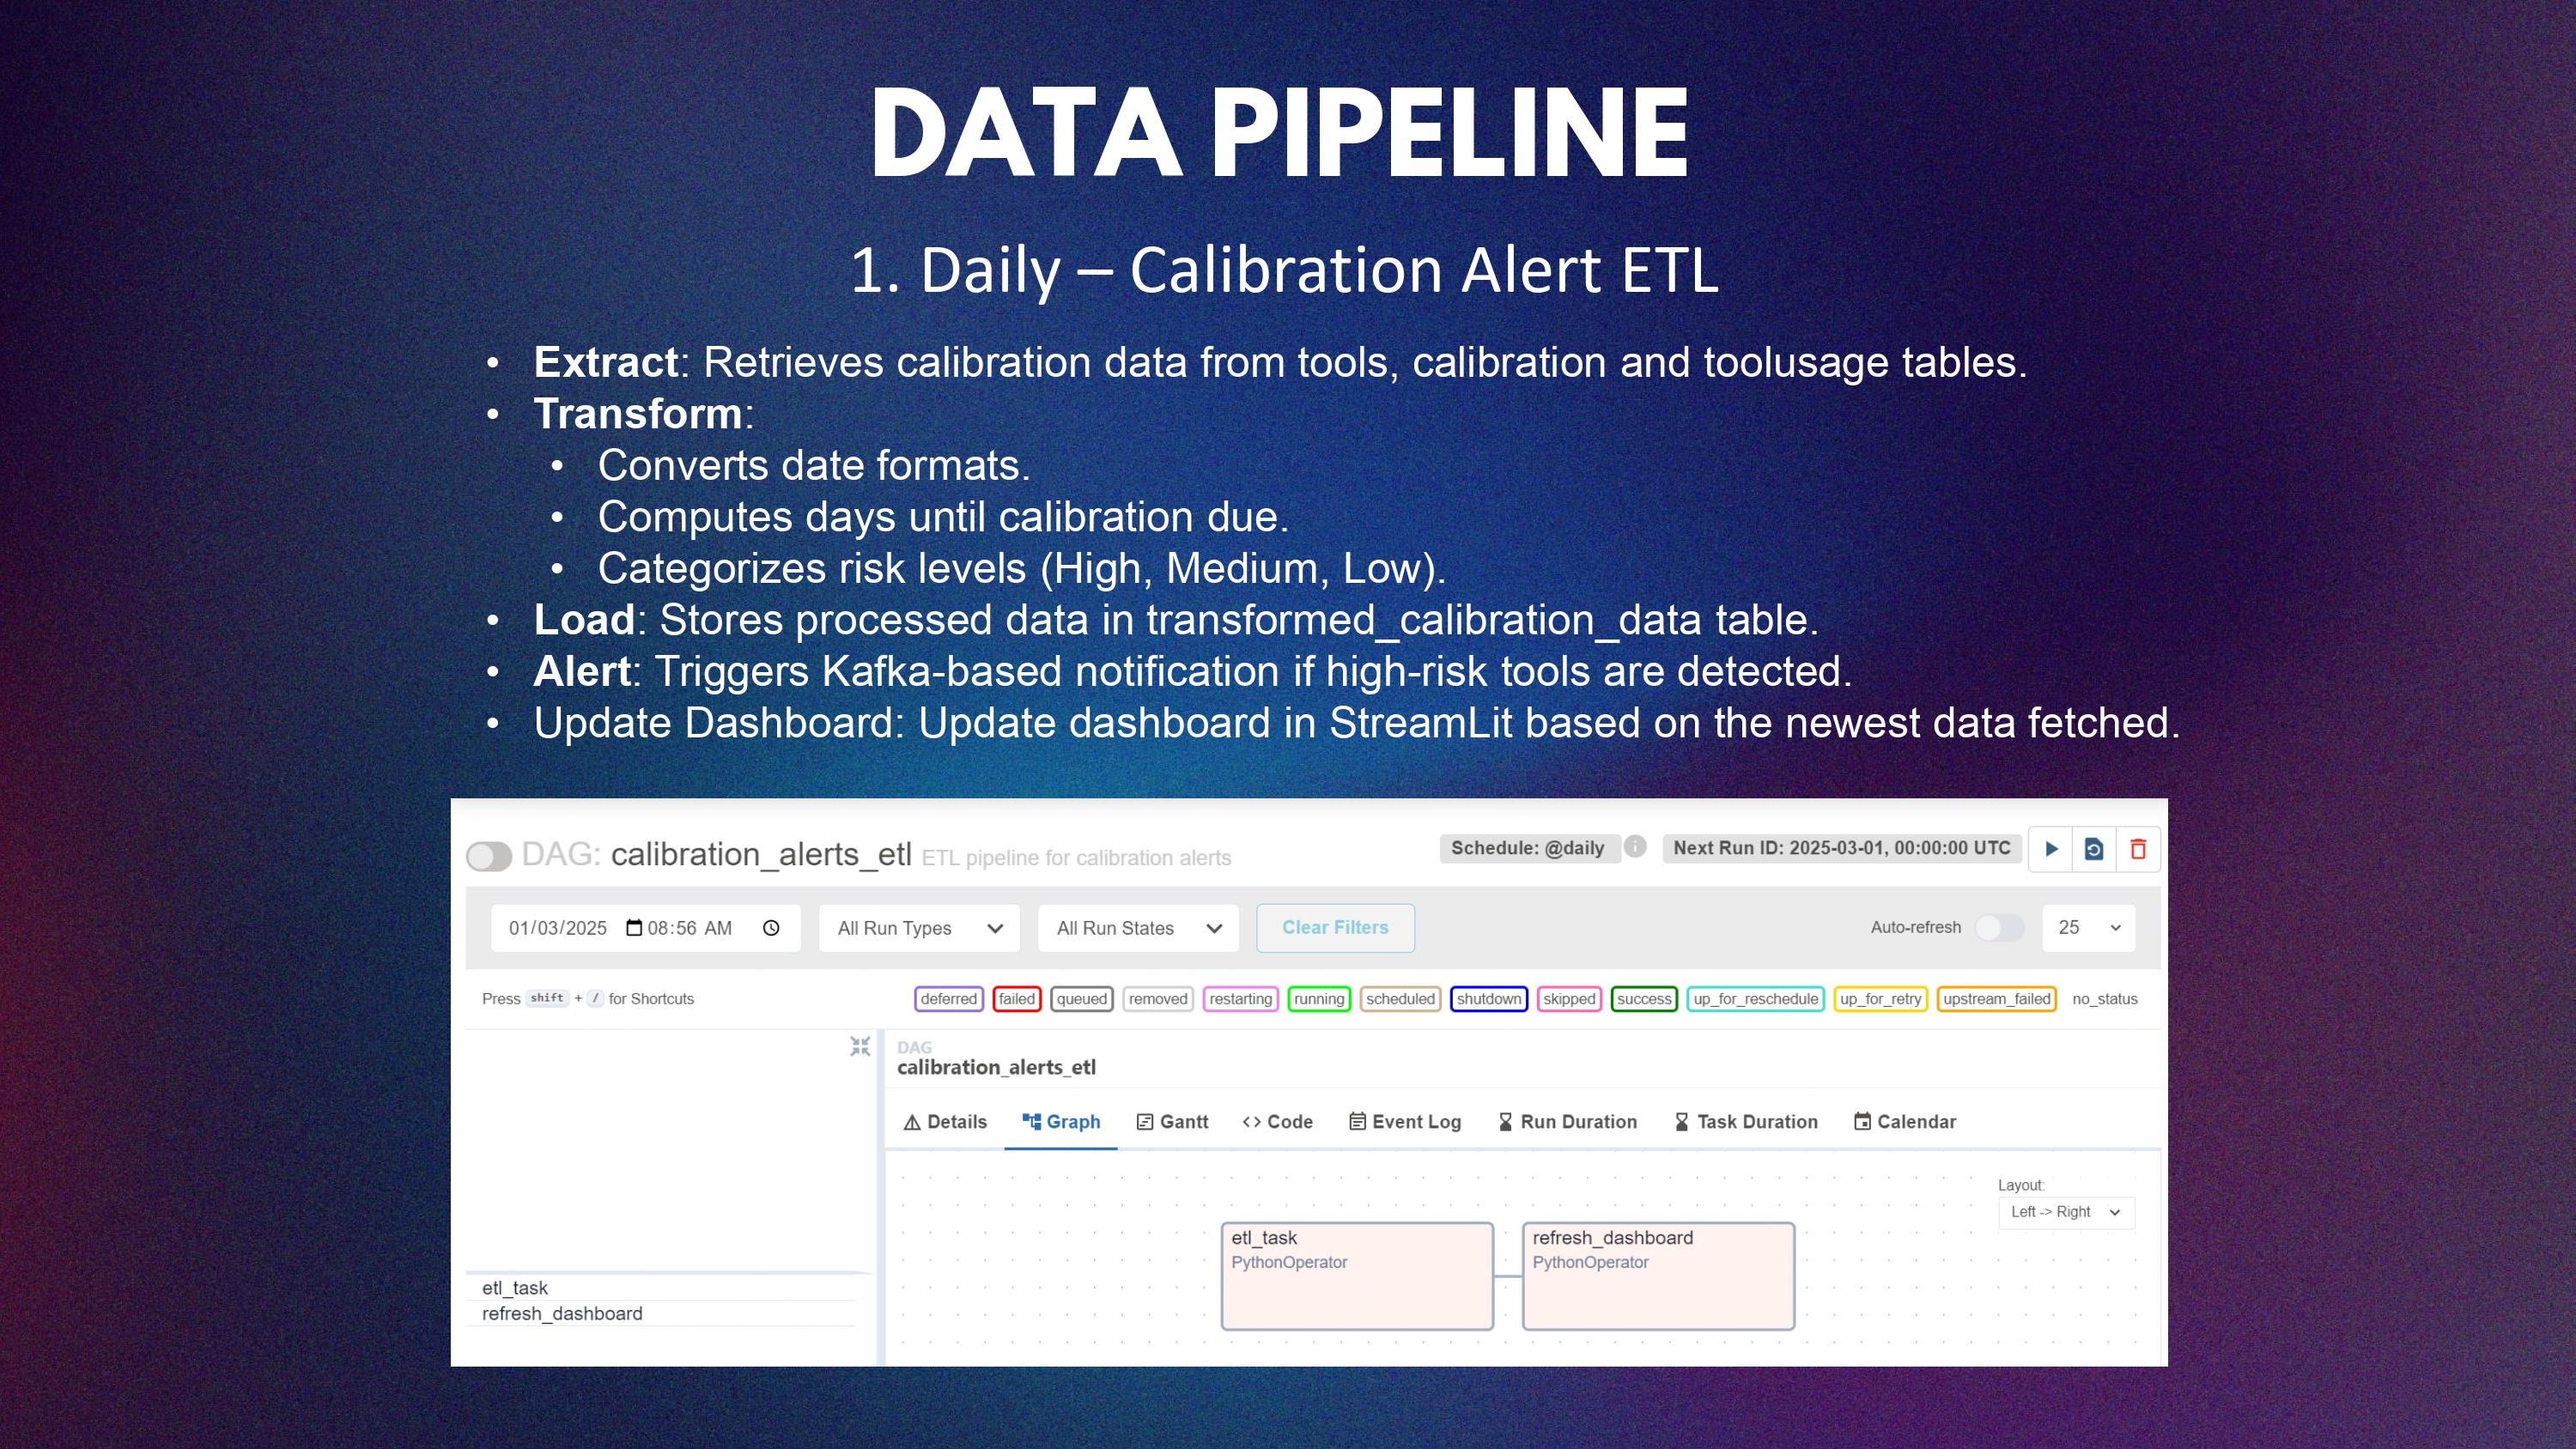 DATA PIPELINE
1. Daily – Calibration Alert ETL
• Extract: Retrieves calibration data from tools, calibration and toolusage tables.
• Transform:
• Converts date formats.
• Computes days until calibration due.
• Categorizes risk levels (High, Medium, Low).
• Load: Stores processed data in transformed_calibration_data table.
• Alert: Triggers Kafka-based notification if high-risk tools are detected.
• Update Dashboard: Update dashboard in StreamLit based on the newest data fetched.
DAG: calibration_alerts_etl ETL pipeline for calibration alerts
Schedule: @daily
Next Run ID: 2025-03-01, 00:00:00 UTC
01/03/2025 08:56 AM
All Run Types
All Run States
Clear Filters
Auto-refresh
25
Press shift + / for Shortcuts
deferred failed queued removed restarting running scheduled shutdown skipped success up_for_reschedule up_for_retry upstream_failed no_status
DAG
calibration_alerts_etl
Details Graph Gantt <> Code Event Log Run Duration Task Duration Calendar
Layout:
Left -> Right
etl_task
PythonOperator
refresh_dashboard
PythonOperator
etl_task
refresh_dashboard